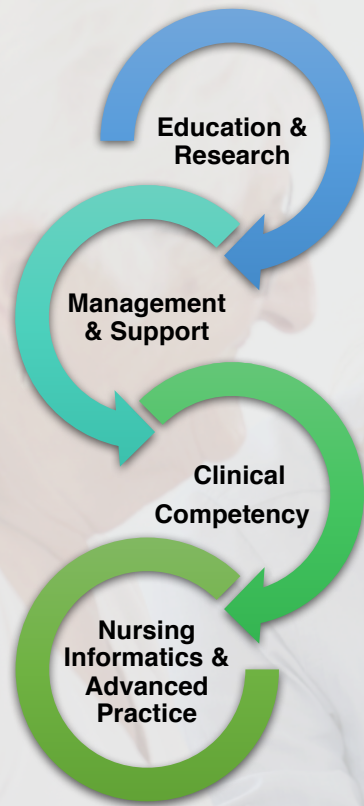 Education &
Research
Management
& Support
Clinical
Competency
Nursing
Informatics &
Advanced
Practice